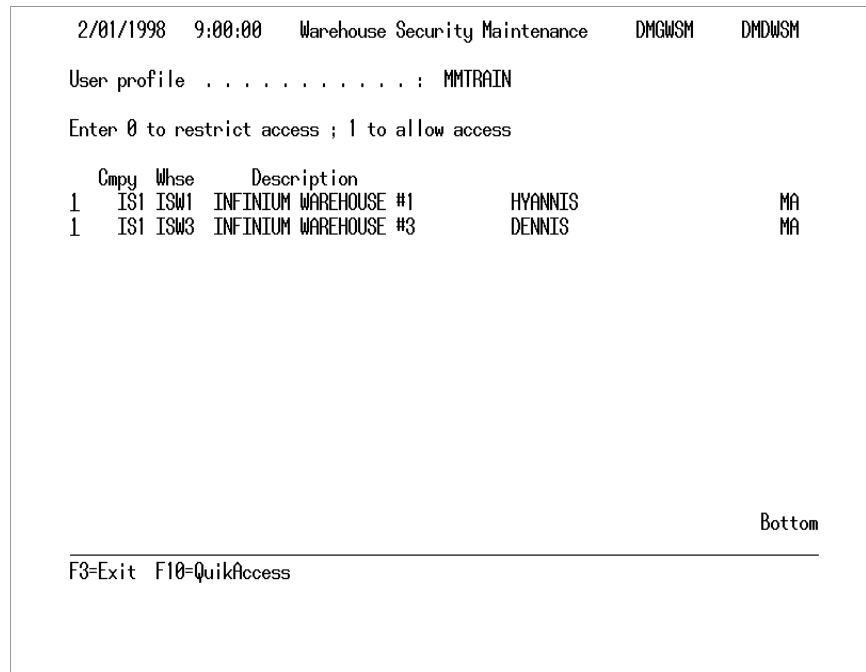 2/01/1998 9:00:00 Warehouse Security Maintenance DMGWSM DMDWSM
User profile . . . . . . . . . . . : MMTRAIN
Enter 0 to restrict access ; 1 to allow access
Cmpy Whse Description
1 IS1 ISW1 INFINIUM WAREHOUSE #1 HYANNIS MA
1 IS1 ISW3 INFINIUM WAREHOUSE #3 DENNIS MA
Bottom
F3=Exit F10=QuikAccess